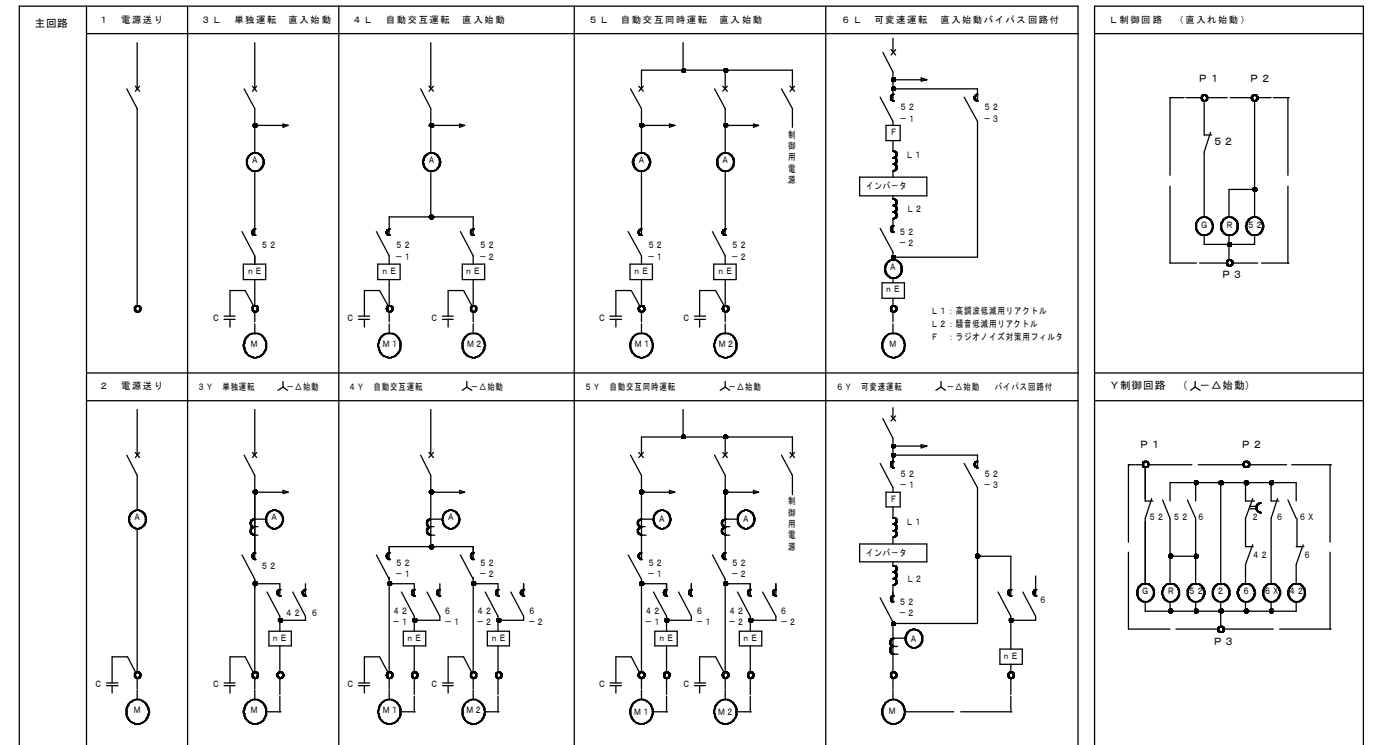 主回路
1 電源送り
3L 単独運転 直入始動
4L 自動交互運転 直入始動
5L 自動交互同時運転 直入始動
6L 可変速運転 直入始動バイパス回路付
L制御回路 (直入れ始動)
A
52
nE
C
M
A
52
-1
52
-2
nE
nE
C
C
M1
M2
制御用電源
A
A
52
-1
52
-2
nE
nE
C
C
M1
M2
52
-1
52
-3
F
L1
インバータ
L2
52
-2
A
nE
M
L1:高調波低減用リアクトル
L2:騒音低減用リアクトル
F :ラジオノイズ対策用フィルタ
P1 P2
52
G R 52
P3
2 電源送り
3Y 単独運転 人-△始動
4Y 自動交互運転 人-△始動
5Y 自動交互同時運転 人-△始動
6Y 可変速運転 人-△始動 バイパス回路付
Y制御回路 (人-△始動)
A
C
M
A
52
42 6
nE
C
M
A
52
-1
52
-2
42
-1
6
-1
42
-2
6
-2
nE
nE
C
C
M1
M2
制御用電源
A
A
52
-1
52
-2
42
-1
6
-1
42
-2
6
-2
nE
nE
C
C
M1
M2
52
-1
52
-3
F
L1
インバータ
L2
52
-2
6
A
nE
M
P1 P2
52 52 6 2 6 6X
42 6
G R 52 2 6 6X 42
P3